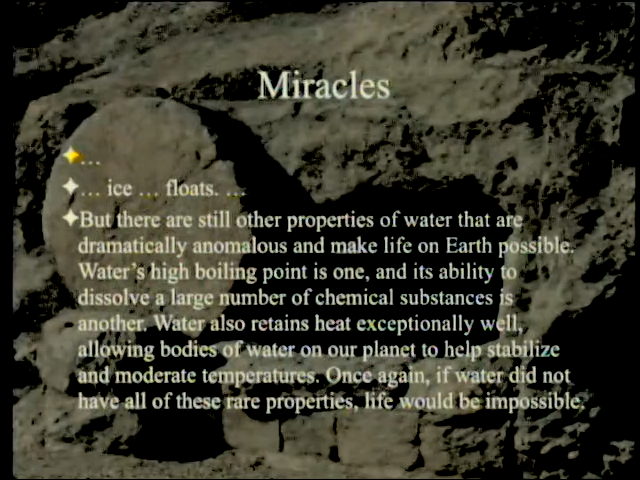 Miracles
…
… ice … floats. …
But there are still other properties of water that are
dramatically anomalous and make life on Earth possible.
Water's high boiling point is one, and its ability to
dissolve a large number of chemical substances is
another. Water also retains heat exceptionally well,
allowing bodies of water on our planet to help stabilize
and moderate temperatures. Once again, if water did not
have all of these rare properties, life would be impossible.